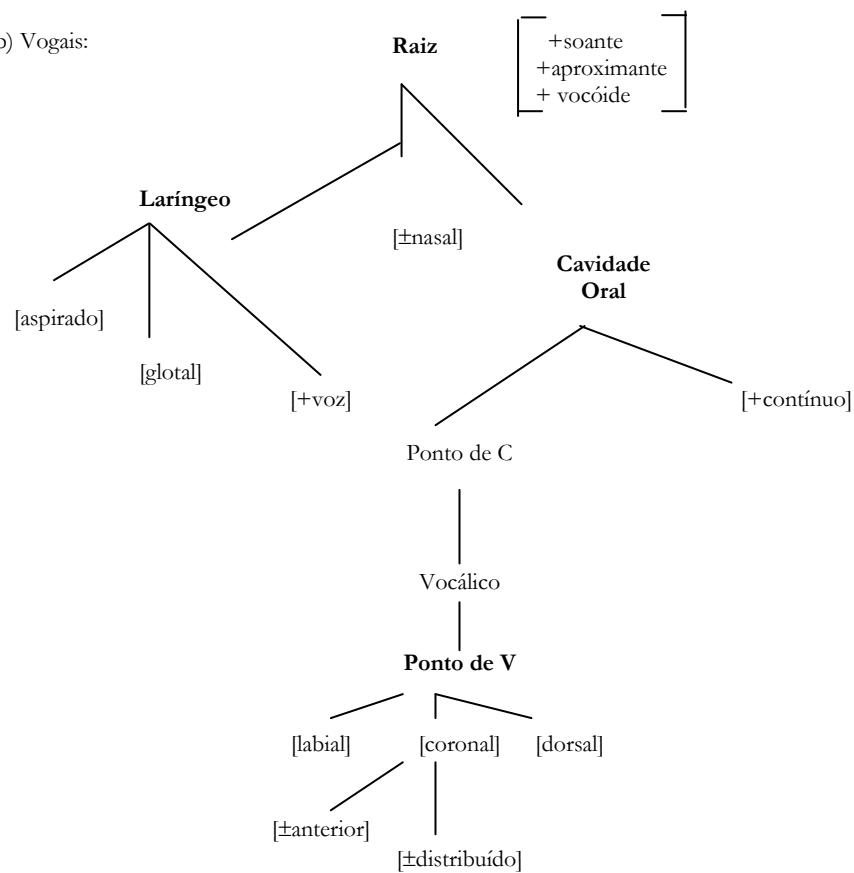 b) Vogais:
Raiz
+soante
+aproximante
+ vocóide
Laríngeo
[±nasal]
Cavidade
Oral
[aspirado]
[glotal]
[+voz]
[+contínuo]
Ponto de C
Vocálico
Ponto de V
[labial]
[coronal]
[dorsal]
[±anterior]
[±distribuído]